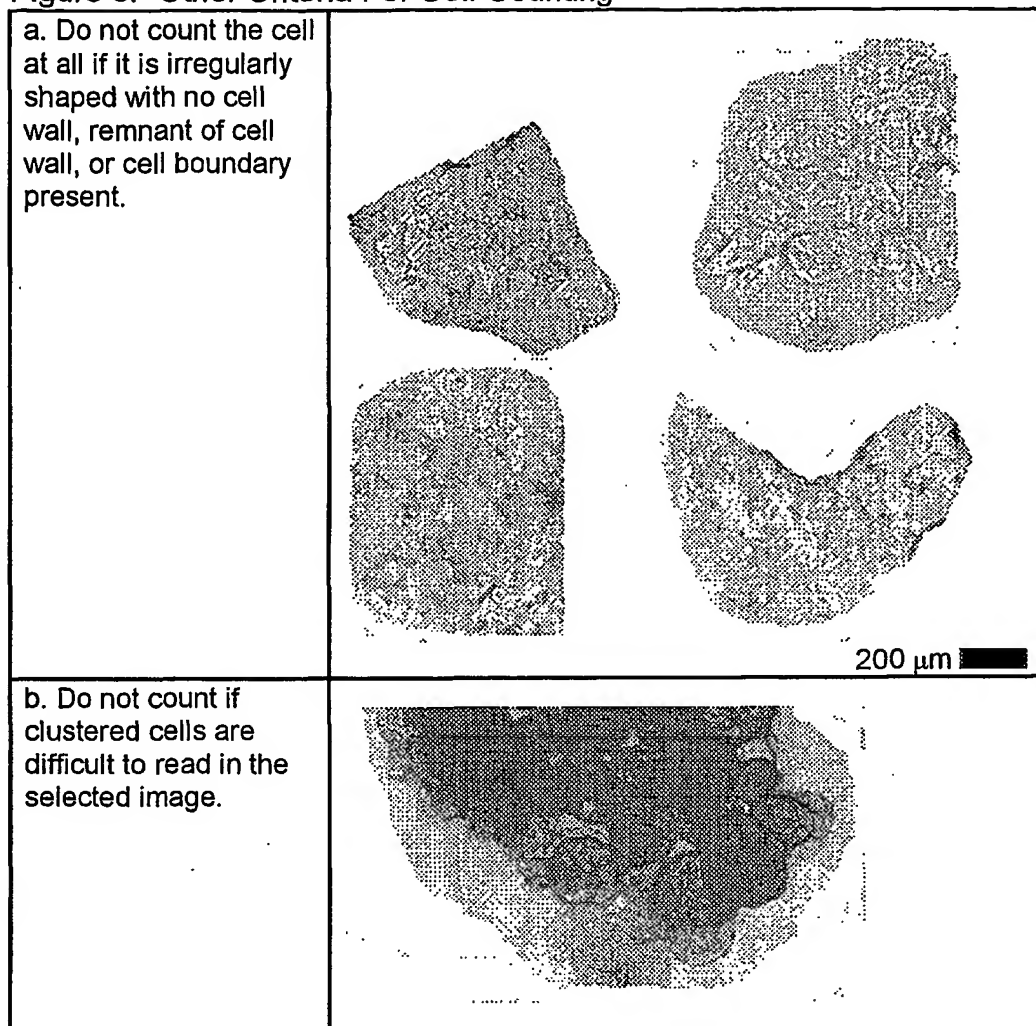 a. Do not count the cell
at all if it is irregularly
shaped with no cell
wall, remnant of cell
wall, or cell boundary
present.
200 μm
b. Do not count if
clustered cells are
difficult to read in the
selected image.